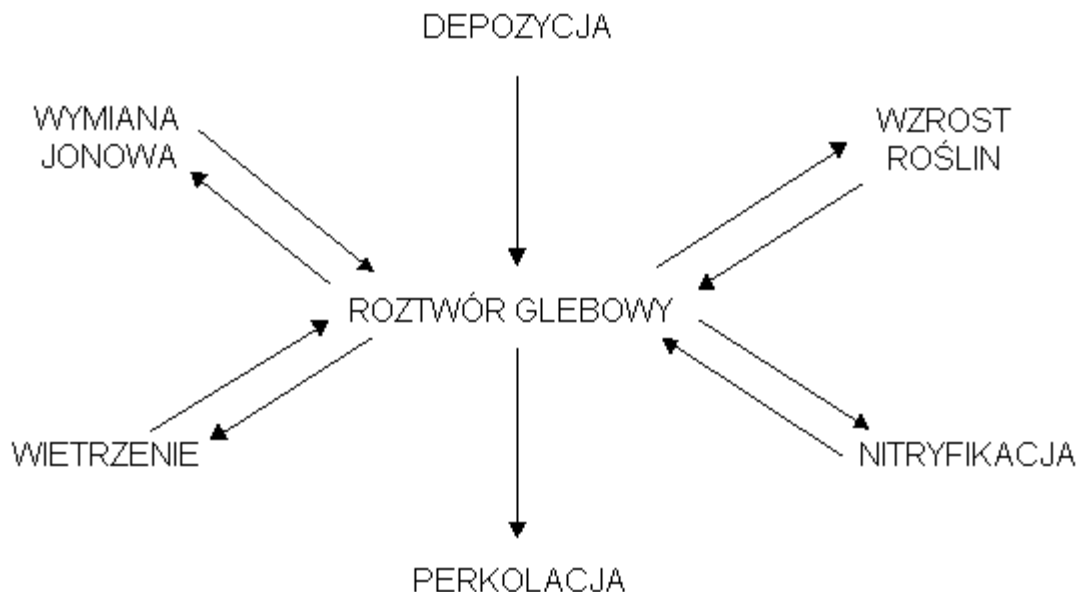 DEPOZYCJA
WYMIANA
JONOWA
WZROST
ROŚLIN
ROZTWÓR GLEBOWY
WIETRZENIE
NITRYFIKACJA
PERKOLACJA